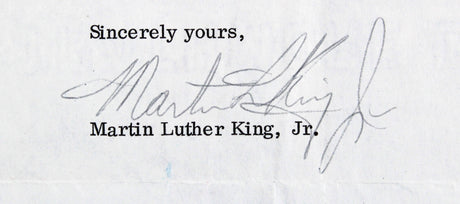 Sincerely yours,
Martin L King Jr
Martin Luther King, Jr.